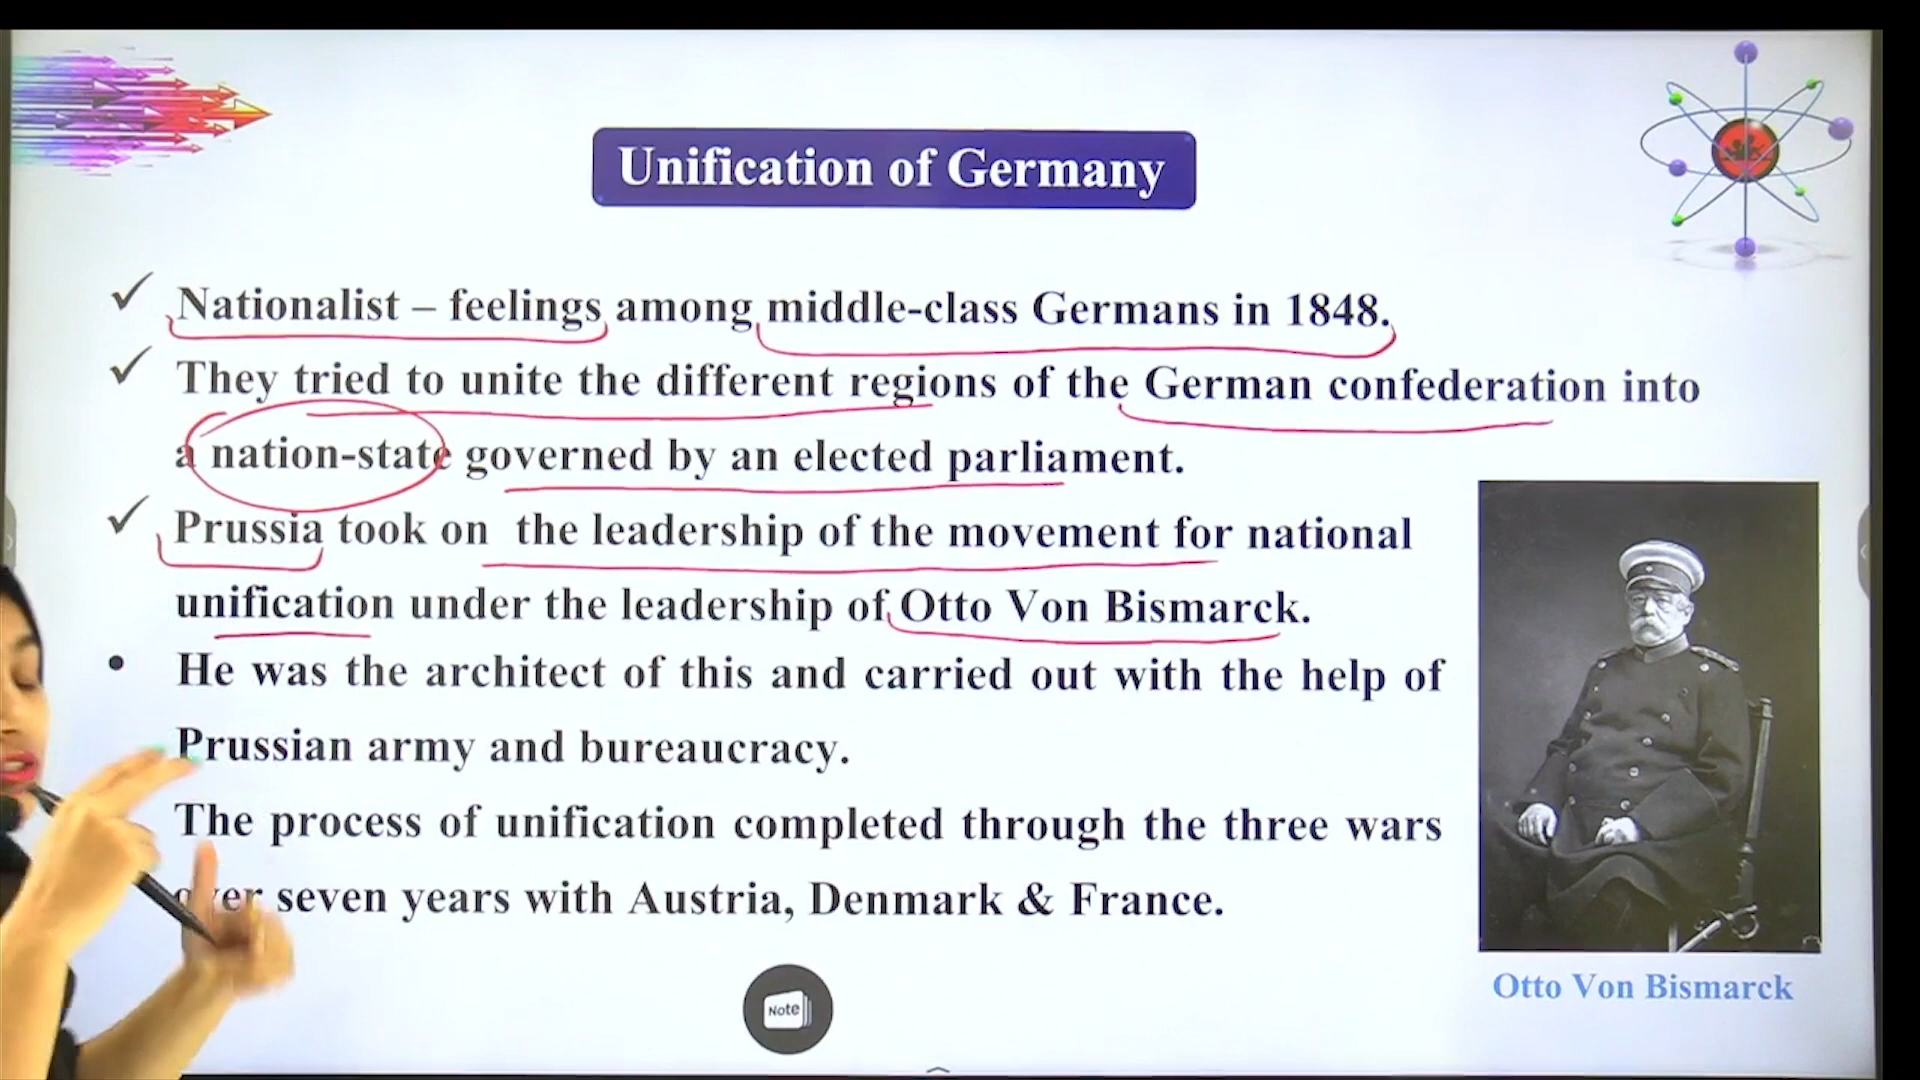 Unification of Germany
✓ Nationalist – feelings among middle-class Germans in 1848.
✓ They tried to unite the different regions of the German confederation into
a nation-state governed by an elected parliament.
✓ Prussia took on the leadership of the movement for national
unification under the leadership of Otto Von Bismarck.
• He was the architect of this and carried out with the help of
Prussian army and bureaucracy.
The process of unification completed through the three wars
over seven years with Austria, Denmark & France.
Otto Von Bismarck
Note